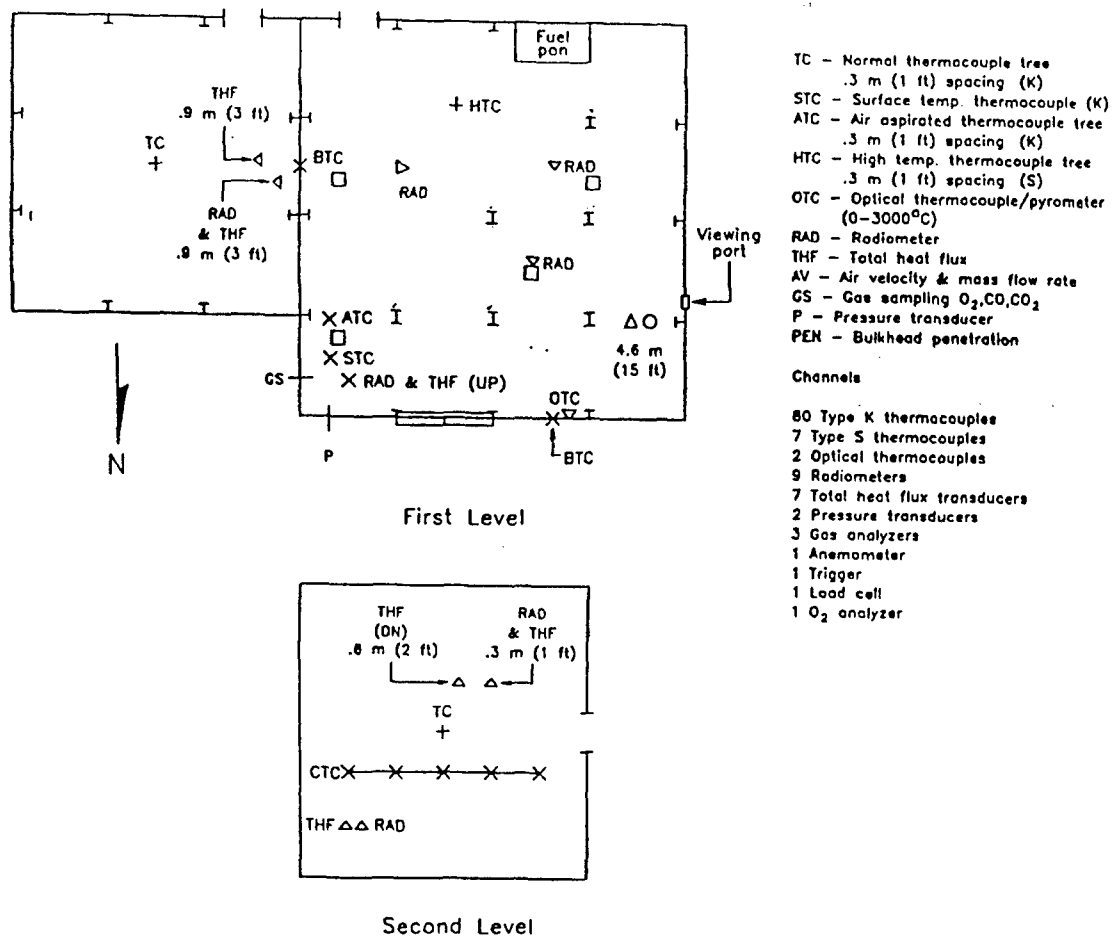 Fuel
pan
THF
.9 m (3 ft)
TC
BTC
HTC
RAD
RAD
RAD
& THF
.9 m (3 ft)
RAD
Viewing
port
ATC
STC
GS
RAD & THF (UP)
4.6 m
(15 ft)
OTC
P
BTC
N
First Level
THF
(DN)
.6 m (2 ft)
RAD
& THF
.3 m (1 ft)
TC
CTC
THF
RAD
Second Level
TC – Normal thermocouple tree
.3 m (1 ft) spacing (K)
STC – Surface temp. thermocouple (K)
ATC – Air aspirated thermocouple tree
.3 m (1 ft) spacing (K)
HTC – High temp. thermocouple tree
.3 m (1 ft) spacing (S)
OTC – Optical thermocouple/pyrometer
(0–3000°C)
RAD – Radiometer
THF – Total heat flux
AV – Air velocity & mass flow rate
GS – Gas sampling O₂,CO,CO₂
P – Pressure transducer
PEN – Bulkhead penetration
Channels
80 Type K thermocouples
7 Type S thermocouples
2 Optical thermocouples
9 Radiometers
7 Total heat flux transducers
2 Pressure transducers
3 Gas analyzers
1 Anemometer
1 Trigger
1 Load cell
1 O₂ analyzer